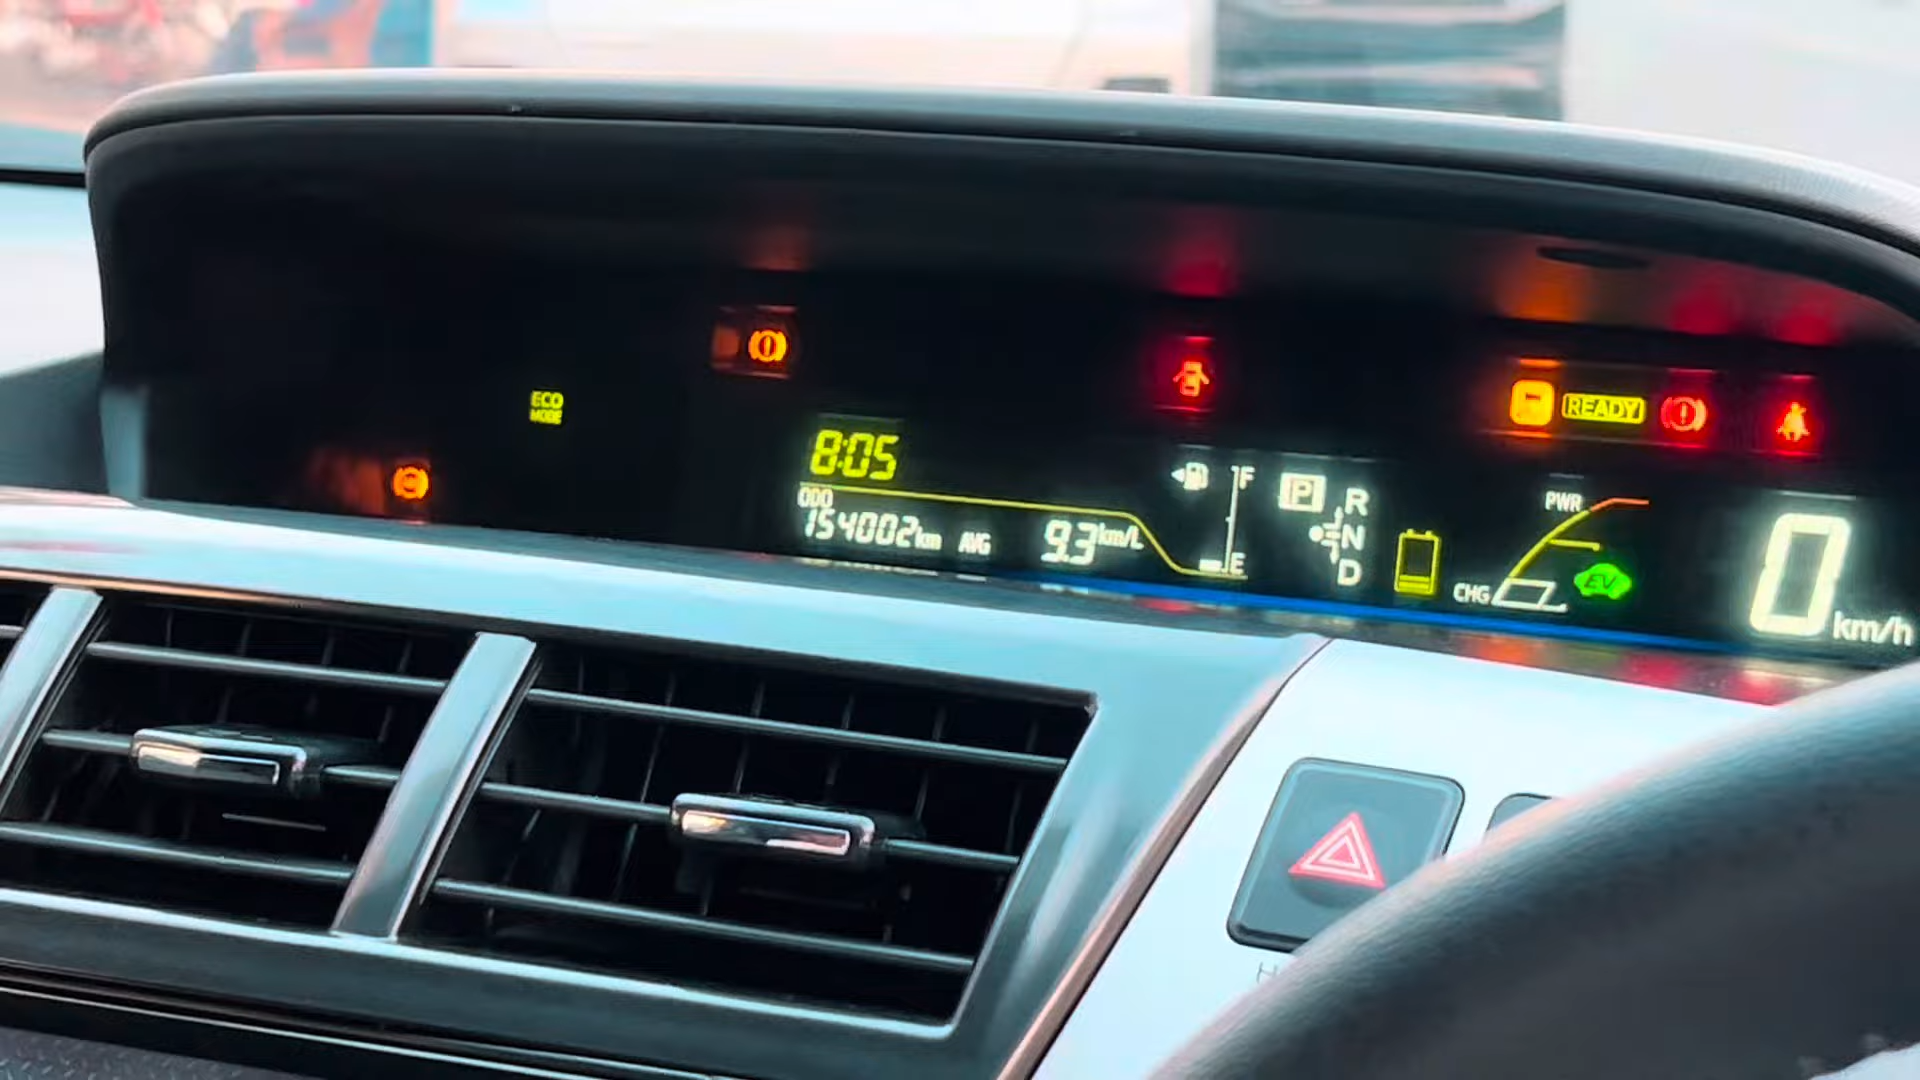 ECO
MODE
READY
8:05
ODO
154002km AVG 9.3km/L
F
E
P
R
N
D
PWR
CHG
EV
0 km/h